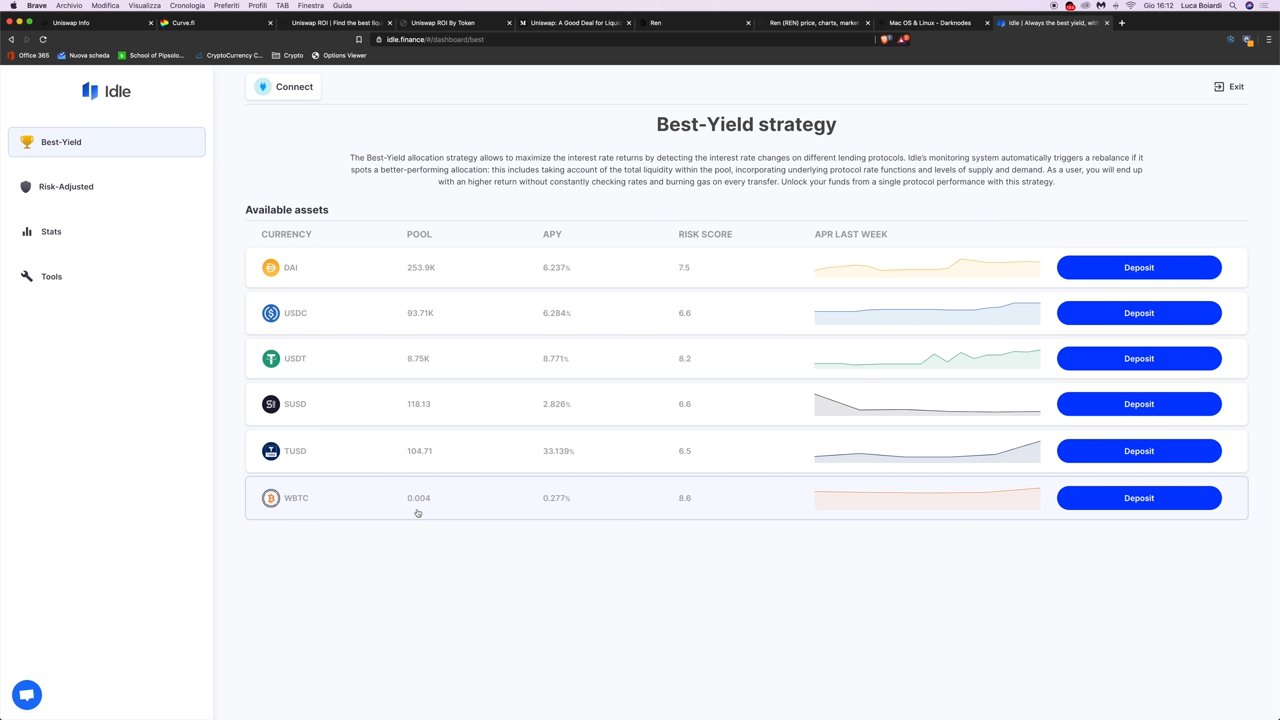 Brave Archivio Modifica Visualizza Cronologia Preferiti Profili TAB Finestra Guida Gio 16:12 Luca Boiardi
Uniswap Info Curve.fi Uniswap ROI | Find the best liqu Uniswap ROI By Token Uniswap: A Good Deal for Liquid Ren Ren (REN) price, charts, market Mac OS & Linux - Darknodes Idle | Always the best yield, with
idle.finance/#/dashboard/best
Office 365 Nuova scheda School of Pipsolo... CryptoCurrency C... Crypto Options Viewer
Idle
Connect
Exit
Best-Yield
Risk-Adjusted
Stats
Tools
Best-Yield strategy
The Best-Yield allocation strategy allows to maximize the interest rate returns by detecting the interest rate changes on different lending protocols. Idle's monitoring system automatically triggers a rebalance if it
spots a better-performing allocation: this includes taking account of the total liquidity within the pool, incorporating underlying protocol rate functions and levels of supply and demand. As a user, you will end up
with an higher return without constantly checking rates and burning gas on every transfer. Unlock your funds from a single protocol performance with this strategy.
Available assets
CURRENCY POOL APY RISK SCORE APR LAST WEEK
DAI 253.9K 6.237% 7.5 Deposit
USDC 93.71K 6.284% 6.6 Deposit
USDT 8.75K 8.771% 8.2 Deposit
SUSD 118.13 2.826% 6.6 Deposit
TUSD 104.71 33.139% 6.5 Deposit
WBTC 0.004 0.277% 8.6 Deposit